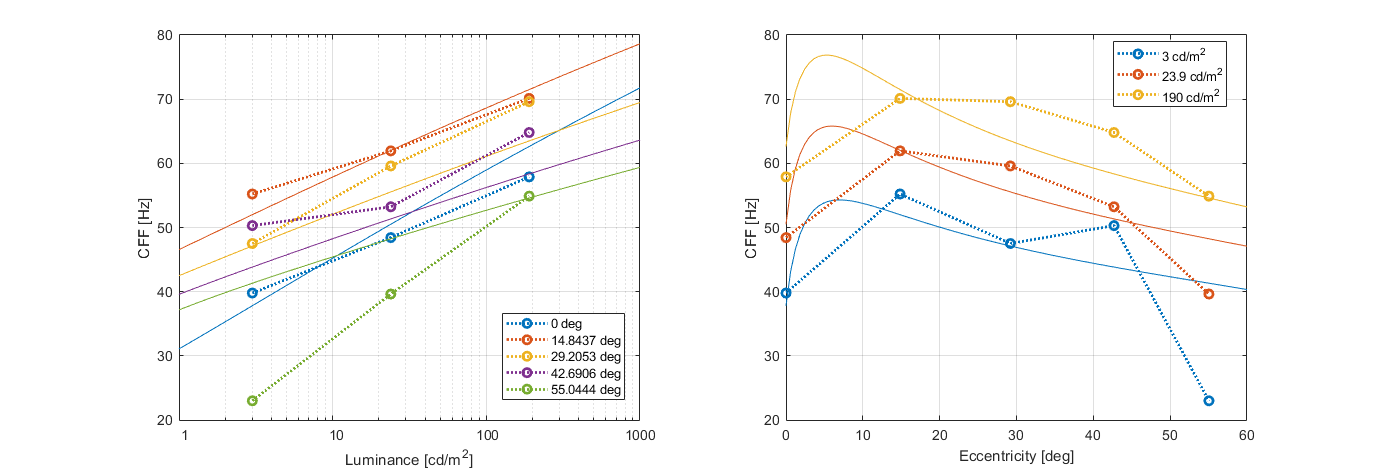 80
70
60
50
40
30
20
CFF [Hz]
1
10
100
1000
Luminance [cd/m²]
0 deg
14.8437 deg
29.2053 deg
42.6906 deg
55.0444 deg
80
70
60
50
40
30
20
CFF [Hz]
0
10
20
30
40
50
60
Eccentricity [deg]
3 cd/m²
23.9 cd/m²
190 cd/m²